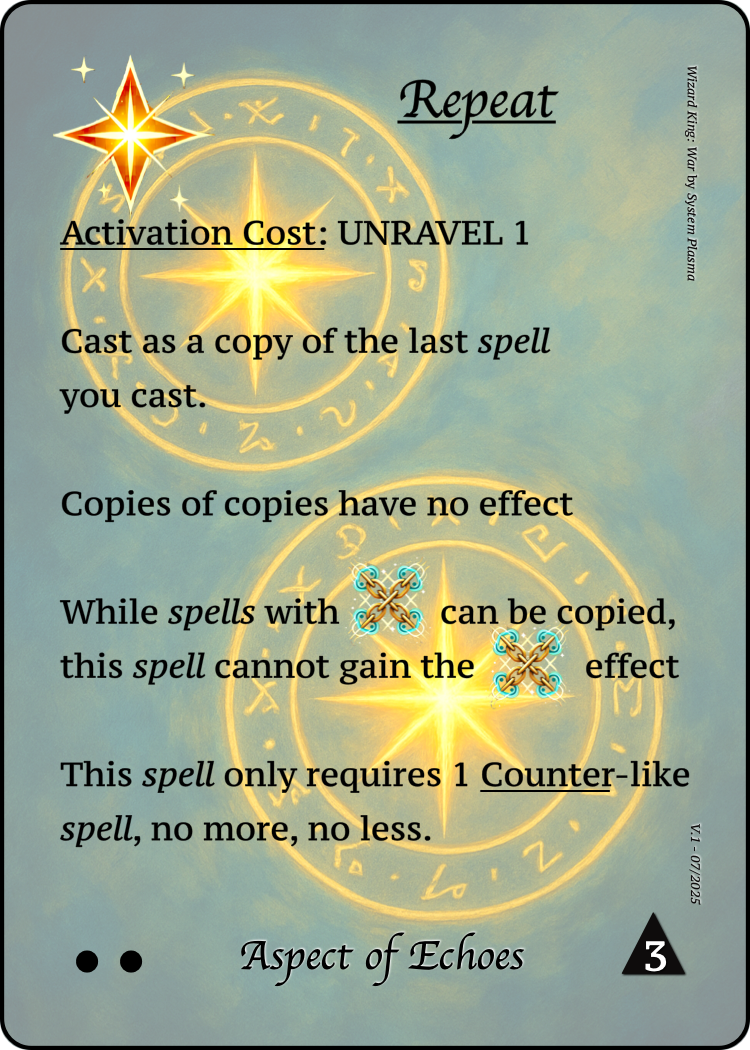 Repeat
Wizard King: War by System Plasma
Activation Cost: UNRAVEL 1
Cast as a copy of the last spell
you cast.
Copies of copies have no effect
While spells with can be copied,
this spell cannot gain the effect
This spell only requires 1 Counter-like
spell, no more, no less.
V.1 - 07/2025
Aspect of Echoes
3